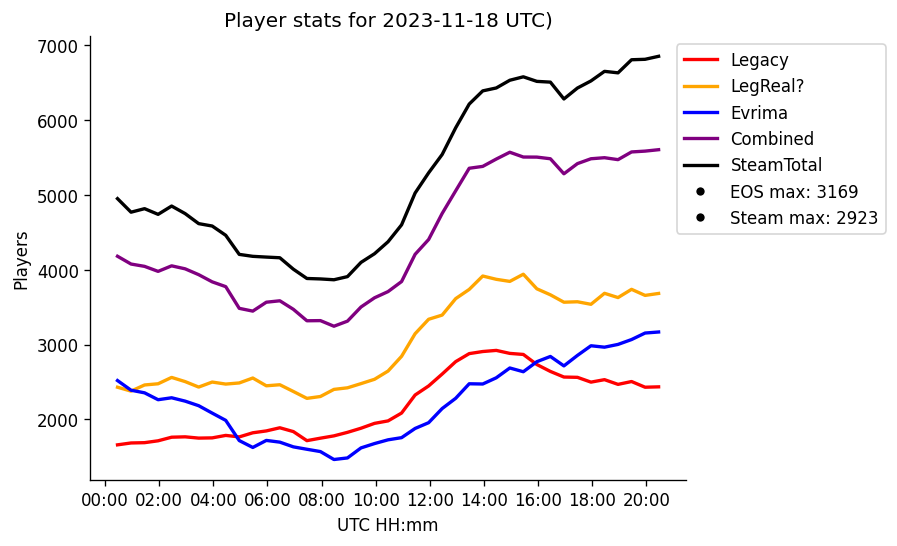 Player stats for 2023-11-18 UTC)
7000
6000
5000
4000
3000
2000
Players
00:00 02:00 04:00 06:00 08:00 10:00 12:00 14:00 16:00 18:00 20:00
UTC HH:mm
Legacy
LegReal?
Evrima
Combined
SteamTotal
EOS max: 3169
Steam max: 2923